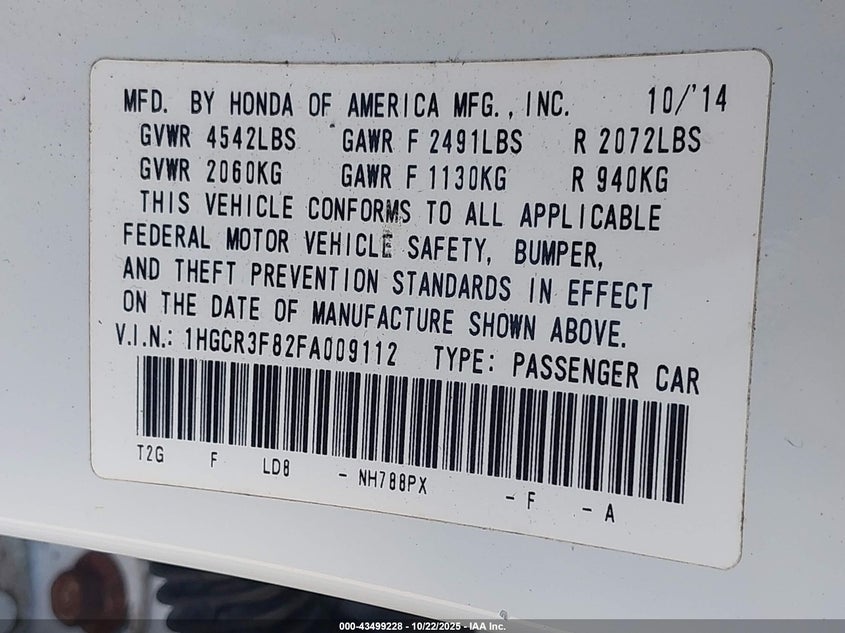 MFD. BY HONDA OF AMERICA MFG., INC. 10/'14
GVWR 4542LBS GAWR F 2491LBS R 2072LBS
GVWR 2060KG GAWR F 1130KG R 940KG
THIS VEHICLE CONFORMS TO ALL APPLICABLE
FEDERAL MOTOR VEHICLE SAFETY, BUMPER,
AND THEFT PREVENTION STANDARDS IN EFFECT
ON THE DATE OF MANUFACTURE SHOWN ABOVE.
V.I.N.: 1HGCR3F82FA009112 TYPE: PASSENGER CAR
T2G F LD8 - NH788PX - F - A
000-43499228 - 10/22/2025 - IAA Inc.